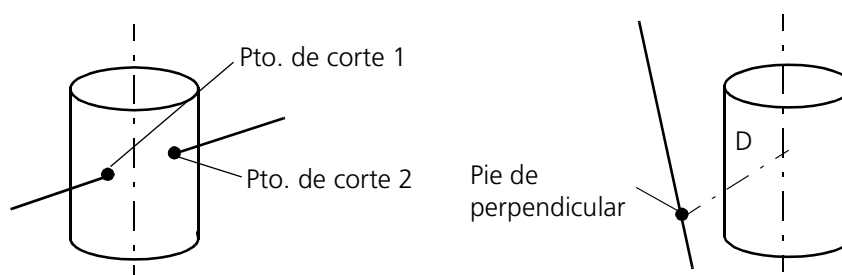 Pto. de corte 1
Pto. de corte 2
D
Pie de
perpendicular